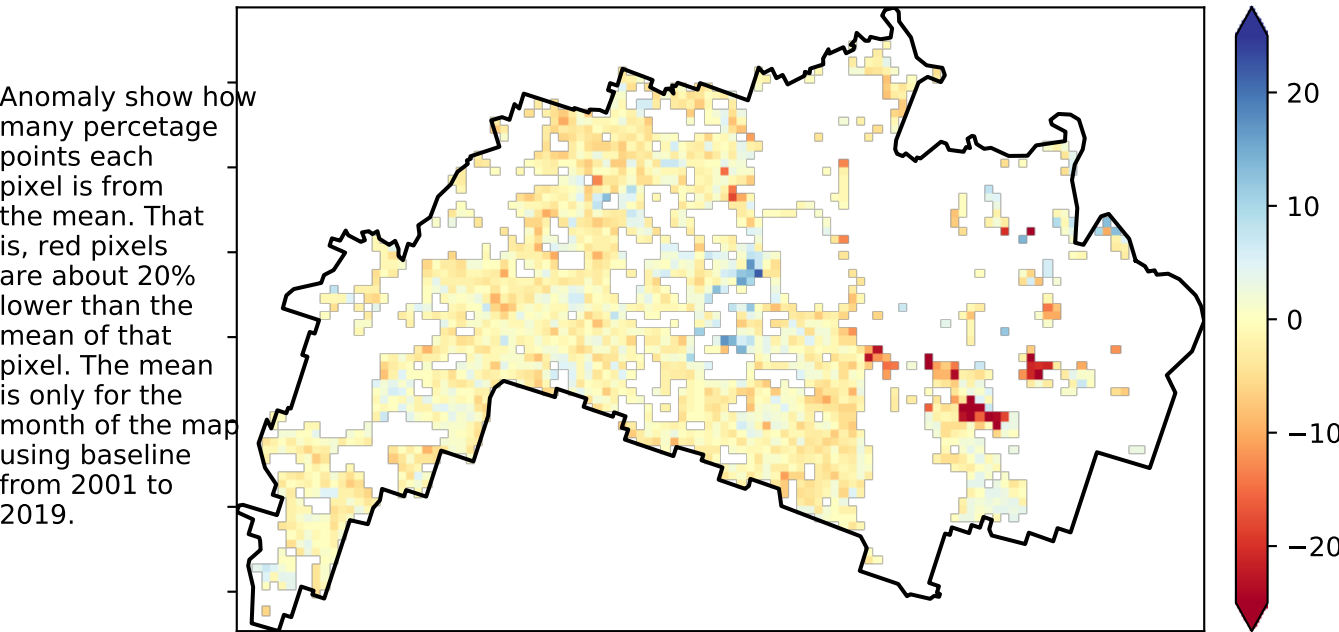 Anomaly show how
many percetage
points each
pixel is from
the mean. That
is, red pixels
are about 20%
lower than the
mean of that
pixel. The mean
is only for the
month of the map
using baseline
from 2001 to
2019.
20
10
0
−10
−20